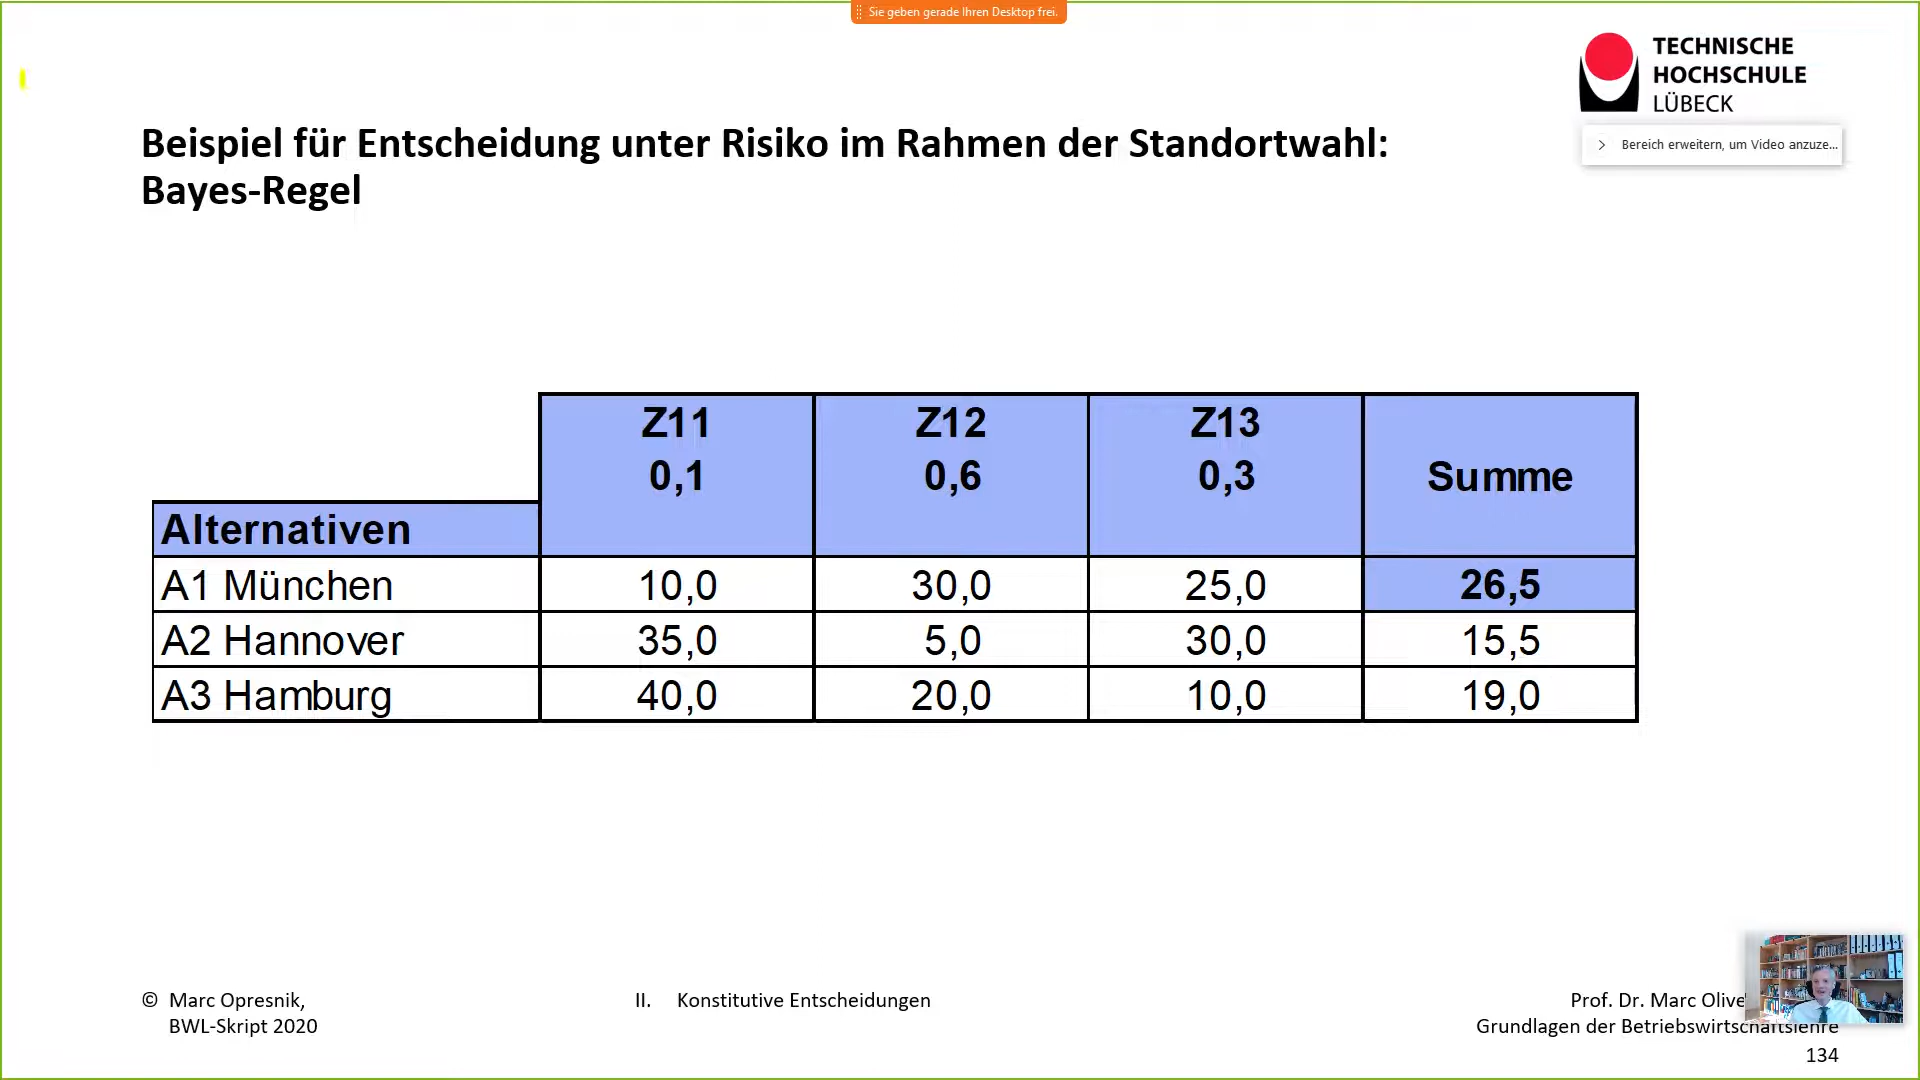 Sie geben gerade Ihren Desktop frei.
TECHNISCHE
HOCHSCHULE
LÜBECK
Bereich erweitern, um Video anzuze...
Beispiel für Entscheidung unter Risiko im Rahmen der Standortwahl:
Bayes-Regel
Z11 Z12 Z13
0,1 0,6 0,3 Summe
Alternativen
A1 München 10,0 30,0 25,0 26,5
A2 Hannover 35,0 5,0 30,0 15,5
A3 Hamburg 40,0 20,0 10,0 19,0
© Marc Opresnik,
BWL-Skript 2020
II. Konstitutive Entscheidungen
Prof. Dr. Marc Olive
Grundlagen der Betriebswirtschaftslehre
134